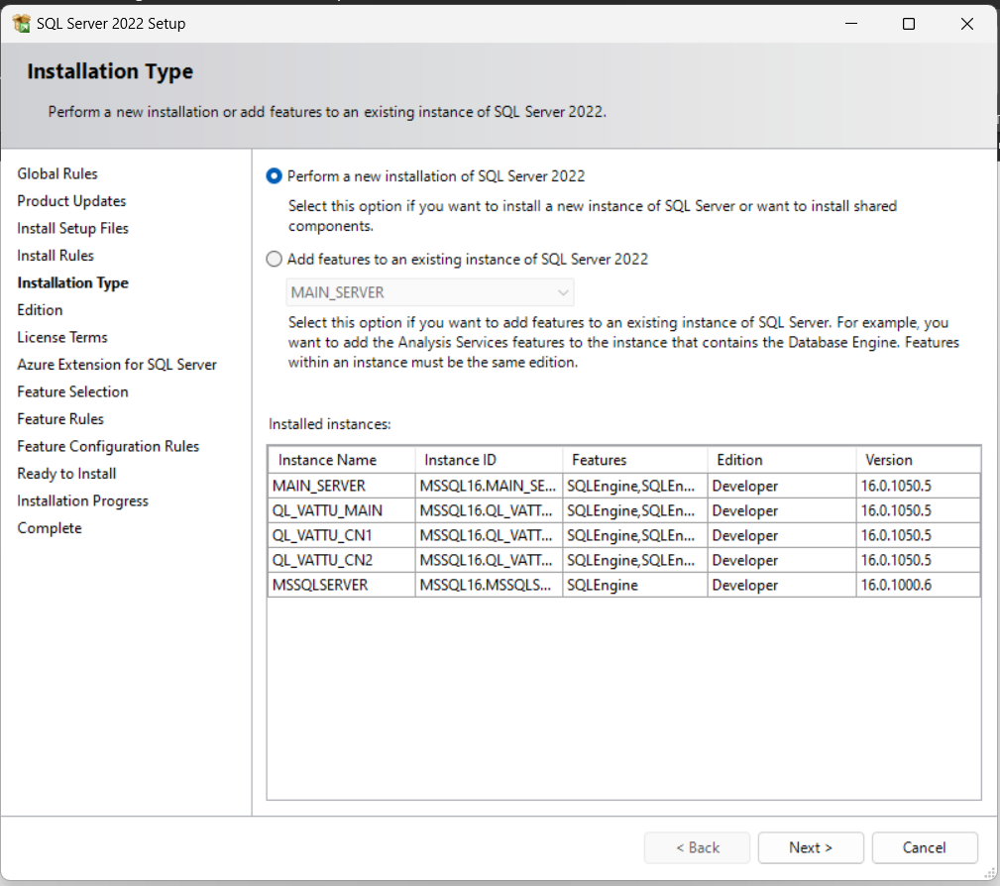 SQL Server 2022 Setup
Installation Type
Perform a new installation or add features to an existing instance of SQL Server 2022.
Global Rules
Product Updates
Install Setup Files
Install Rules
Installation Type
Edition
License Terms
Azure Extension for SQL Server
Feature Selection
Feature Rules
Feature Configuration Rules
Ready to Install
Installation Progress
Complete
Perform a new installation of SQL Server 2022
Select this option if you want to install a new instance of SQL Server or want to install shared
components.
Add features to an existing instance of SQL Server 2022
MAIN_SERVER
Select this option if you want to add features to an existing instance of SQL Server. For example, you
want to add the Analysis Services features to the instance that contains the Database Engine. Features
within an instance must be the same edition.
Installed instances:
Instance Name Instance ID Features Edition Version
MAIN_SERVER MSSQL16.MAIN_SE... SQLEngine,SQLEn... Developer 16.0.1050.5
QL_VATTU_MAIN MSSQL16.QL_VATT... SQLEngine,SQLEn... Developer 16.0.1050.5
QL_VATTU_CN1 MSSQL16.QL_VATT... SQLEngine,SQLEn... Developer 16.0.1050.5
QL_VATTU_CN2 MSSQL16.QL_VATT... SQLEngine,SQLEn... Developer 16.0.1050.5
MSSQLSERVER MSSQL16.MSSQLS... SQLEngine Developer 16.0.1000.6
< Back Next > Cancel